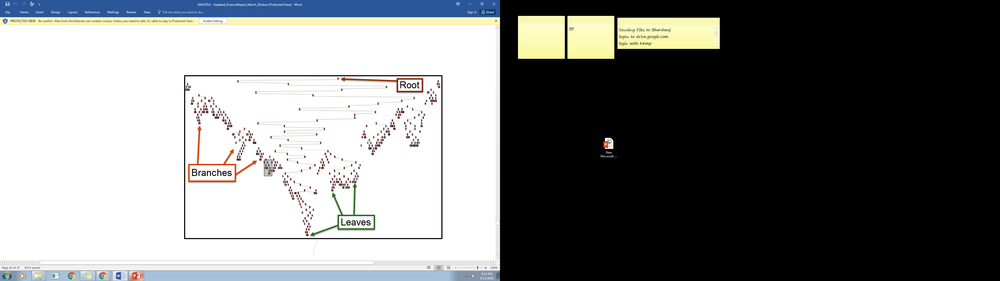 NASHITA - Updated_ScienceReport_March_18.docx (Protected View) - Word
File Home Insert Design Layout References Mailings Review View Tell me what you want to do... Sign in Share
PROTECTED VIEW Be careful—files from the Internet can contain viruses. Unless you need to edit, it's safer to stay in Protected View. Enable Editing
Root
Branches
Leaves
Page 24 of 27 6712 words 324%
6:33 PM
9/12/2016
gg
Sending Files to Bhardwaj
logon to drive.google.com
login with h8mp
New
Microsoft ...